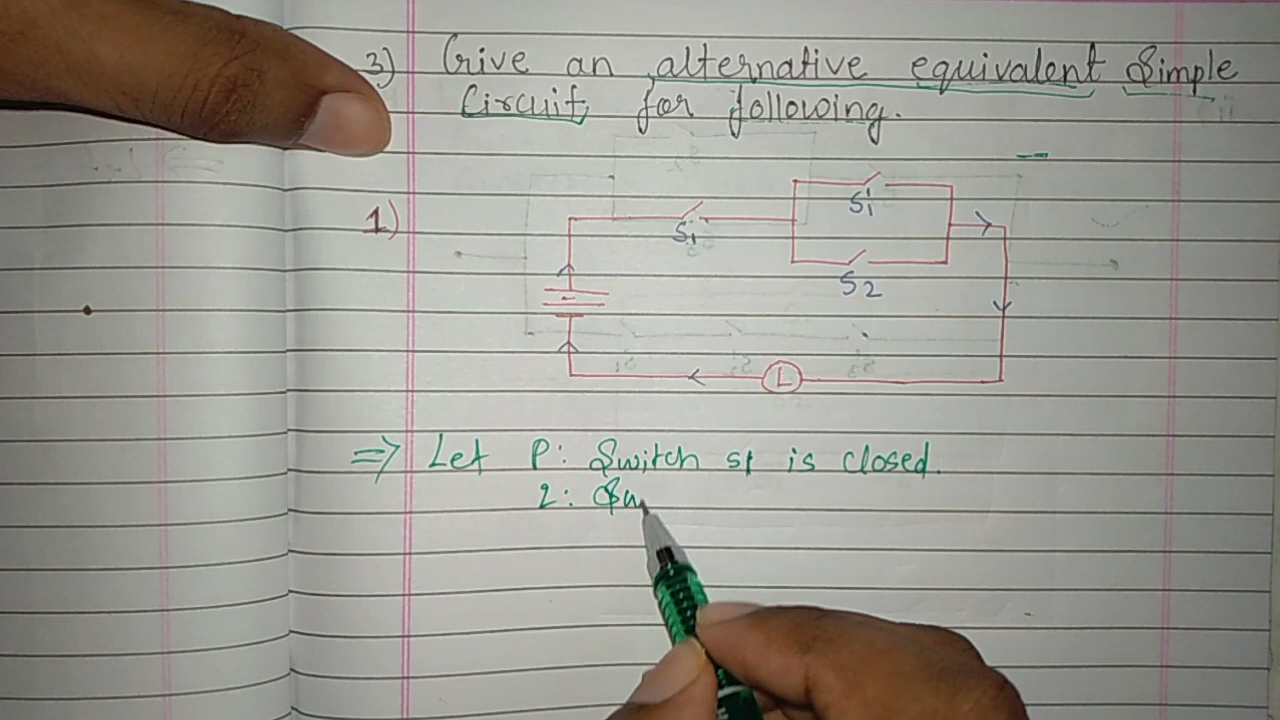 3) Give an alternative equivalent Simple
Circuit for following.
1)
S₁
S₁'
S2
L
⇒ Let P: Switch s1 is closed.
2: Sw